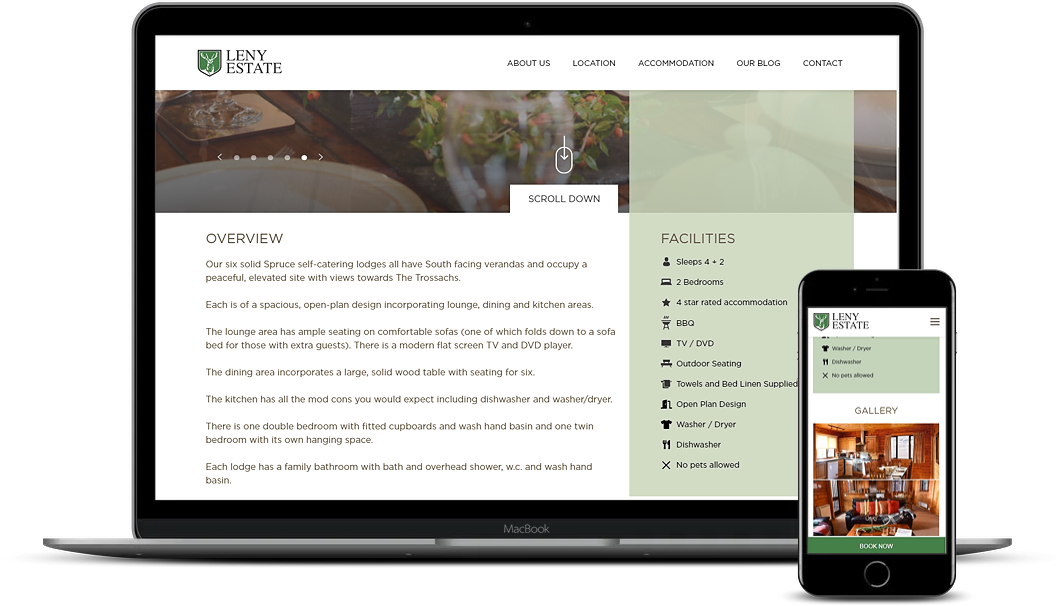 LENY
ESTATE
ABOUT US
LOCATION
ACCOMMODATION
OUR BLOG
CONTACT
SCROLL DOWN
OVERVIEW
Our six solid Spruce self-catering lodges all have South facing verandas and occupy a
peaceful, elevated site with views towards The Trossachs.
Each is of a spacious, open-plan design incorporating lounge, dining and kitchen areas.
The lounge area has ample seating on comfortable sofas (one of which folds down to a sofa
bed for those with extra guests). There is a modern flat screen TV and DVD player.
The dining area incorporates a large, solid wood table with seating for six.
The kitchen has all the mod cons you would expect including dishwasher and washer/dryer.
There is one double bedroom with fitted cupboards and wash hand basin and one twin
bedroom with its own hanging space.
Each lodge has a family bathroom with bath and overhead shower, w.c. and wash hand
basin.
FACILITIES
Sleeps 4 + 2
2 Bedrooms
4 star rated accommodation
BBQ
TV / DVD
Outdoor Seating
Towels and Bed Linen Supplied
Open Plan Design
Washer / Dryer
Dishwasher
No pets allowed
MacBook
LENY
ESTATE
Washer / Dryer
Dishwasher
No pets allowed
GALLERY
BOOK NOW